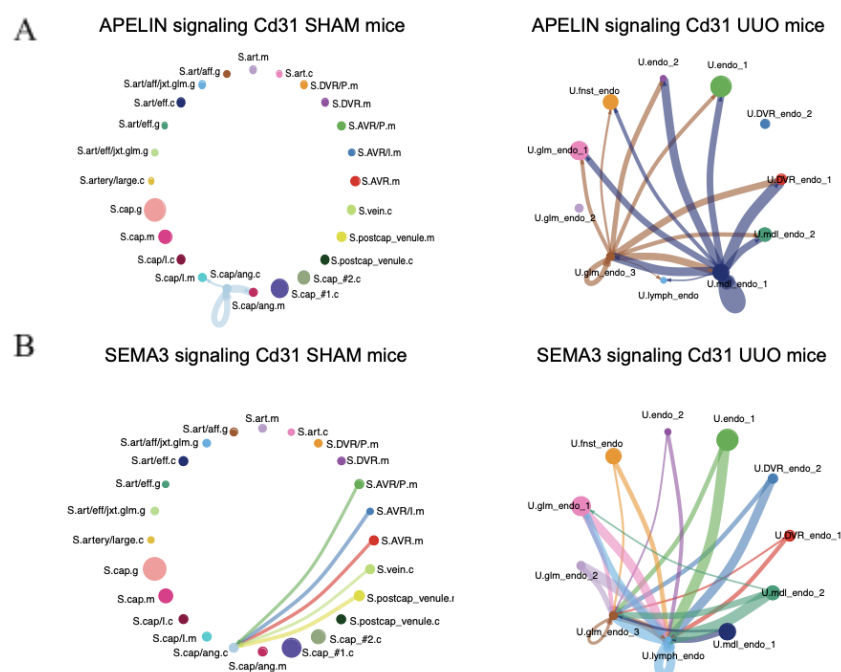 A
APELIN signaling Cd31 SHAM mice
S.art.m
S.art/aff.g
S.art.c
S.art/aff/jxt.glm.g
S.DVR/P.m
S.art/eff.c
S.DVR.m
S.art/eff.g
S.AVR/P.m
S.art/eff/jxt.glm.g
S.AVR/I.m
S.artery/large.c
S.AVR.m
S.cap.g
S.vein.c
S.cap.m
S.postcap_venule.m
S.cap/I.c
S.postcap_venule.c
S.cap/I.m
S.cap/ang.c
S.cap_#2.c
S.cap_#1.c
S.cap/ang.m
APELIN signaling Cd31 UUO mice
U.endo_2
U.endo_1
U.fnst_endo
U.DVR_endo_2
U.glm_endo_1
U.DVR_endo_1
U.glm_endo_2
U.mdl_endo_2
U.glm_endo_3
U.mdl_endo_1
U.lymph_endo
B
SEMA3 signaling Cd31 SHAM mice
S.art.m
S.art/aff.g
S.art.c
S.art/aff/jxt.glm.g
S.DVR/P.m
S.art/eff.c
S.DVR.m
S.art/eff.g
S.AVR/P.m
S.art/eff/jxt.glm.g
S.AVR/I.m
S.artery/large.c
S.AVR.m
S.cap.g
S.vein.c
S.cap.m
S.postcap_venule.
S.cap/I.c
S.postcap_venule.c
S.cap/I.m
S.cap_#2.c
S.cap/ang.c
S.cap_#1.c
S.cap/ang.m
SEMA3 signaling Cd31 UUO mice
U.endo_2
U.endo_1
U.fnst_endo
U.DVR_endo_2
U.glm_endo_1
U.DVR_endo_1
U.glm_endo_2
U.mdl_endo_2
U.glm_endo_3
U.mdl_endo_1
U.lymph_endo